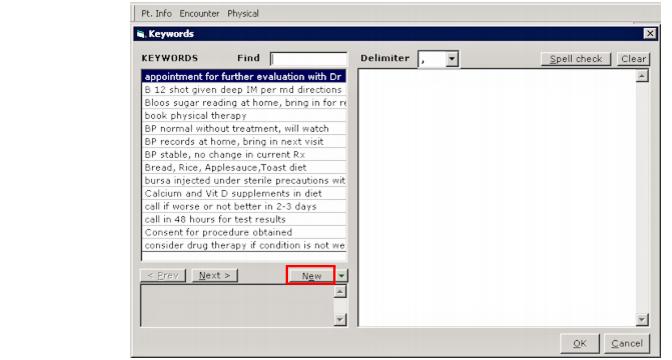 Pt. Info Encounter Physical
Keywords
KEYWORDS Find Delimiter , Spell check Clear
appointment for further evaluation with Dr
B 12 shot given deep IM per md directions
Bloos sugar reading at home, bring in for re
book physical therapy
BP normal without treatment, will watch
BP records at home, bring in next visit
BP stable, no change in current Rx
Bread, Rice, Applesauce,Toast diet
bursa injected under sterile precautions wit
Calcium and Vit D supplements in diet
call if worse or not better in 2-3 days
call in 48 hours for test results
Consent for procedure obtained
consider drug therapy if condition is not we
< Prev Next > New
OK Cancel